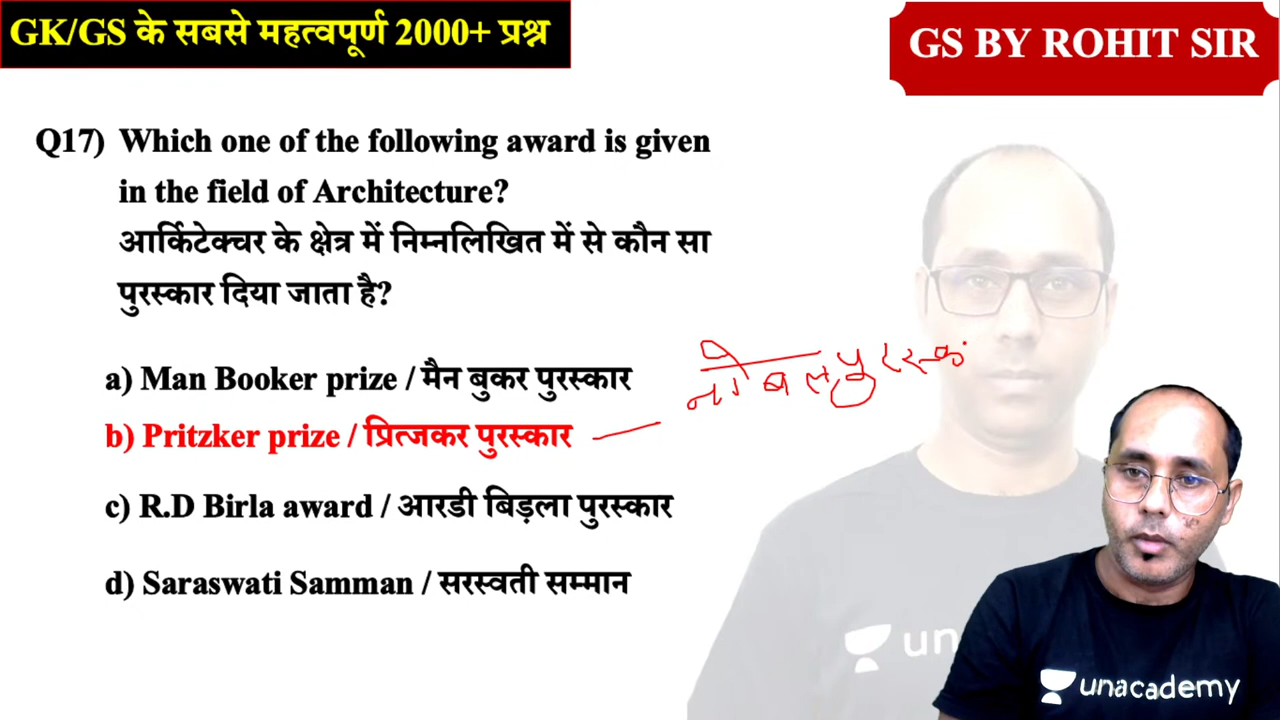 GK/GS के सबसे महत्वपूर्ण 2000+ प्रश्न
GS BY ROHIT SIR
Q17) Which one of the following award is given
in the field of Architecture?
आर्किटेक्चर के क्षेत्र में निम्नलिखित में से कौन सा
पुरस्कार दिया जाता है?
a) Man Booker prize / मैन बुकर पुरस्कार
नोबल पुरस्क
b) Pritzker prize / प्रित्जकर पुरस्कार
c) R.D Birla award / आरडी बिड़ला पुरस्कार
d) Saraswati Samman / सरस्वती सम्मान
un
unacademy